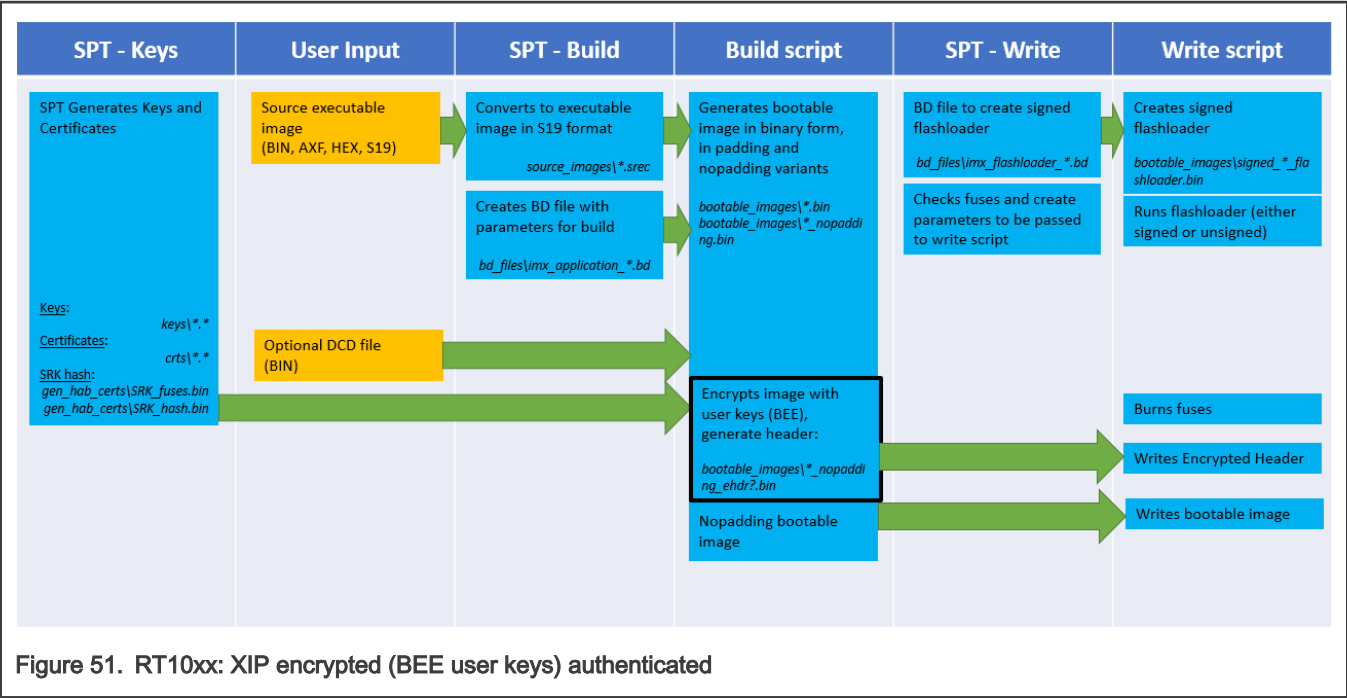 SPT - Keys
User Input
SPT - Build
Build script
SPT - Write
Write script
SPT Generates Keys and
Certificates
Keys:
keys\*.*
Certificates:
crts\*.*
SRK hash:
gen_hab_certs\SRK_fuses.bin
gen_hab_certs\SRK_hash.bin
Source executable
image
(BIN, AXF, HEX, S19)
Optional DCD file
(BIN)
Converts to executable
image in S19 format
source_images\*.srec
Creates BD file with
parameters for build
bd_files\imx_application_*.bd
Generates bootable
image in binary form,
in padding and
nopadding variants
bootable_images\*.bin
bootable_images\*_nopaddi
ng.bin
Encrypts image with
user keys (BEE),
generate header:
bootable_images\*_nopaddi
ng_ehdr?.bin
Nopadding bootable
image
BD file to create signed
flashloader
bd_files\imx_flashloader_*.bd
Checks fuses and create
parameters to be passed
to write script
Creates signed
flashloader
bootable_images\signed_*_fla
shloader.bin
Runs flashloader (either
signed or unsigned)
Burns fuses
Writes Encrypted Header
Writes bootable image
Figure 51. RT10xx: XIP encrypted (BEE user keys) authenticated